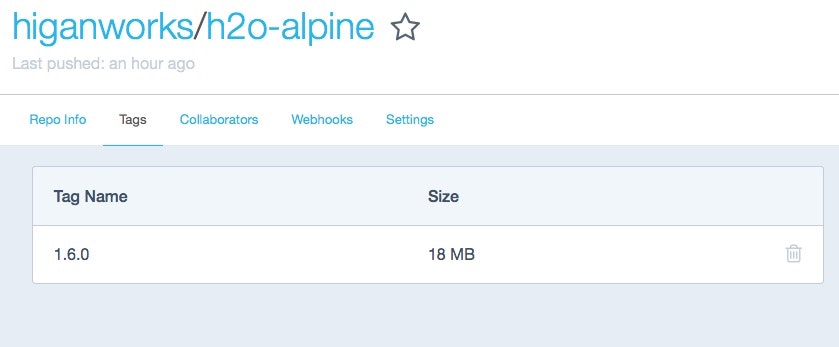 higanworks/h2o-alpine
Last pushed: an hour ago
Repo Info Tags Collaborators Webhooks Settings
Tag Name Size
1.6.0 18 MB